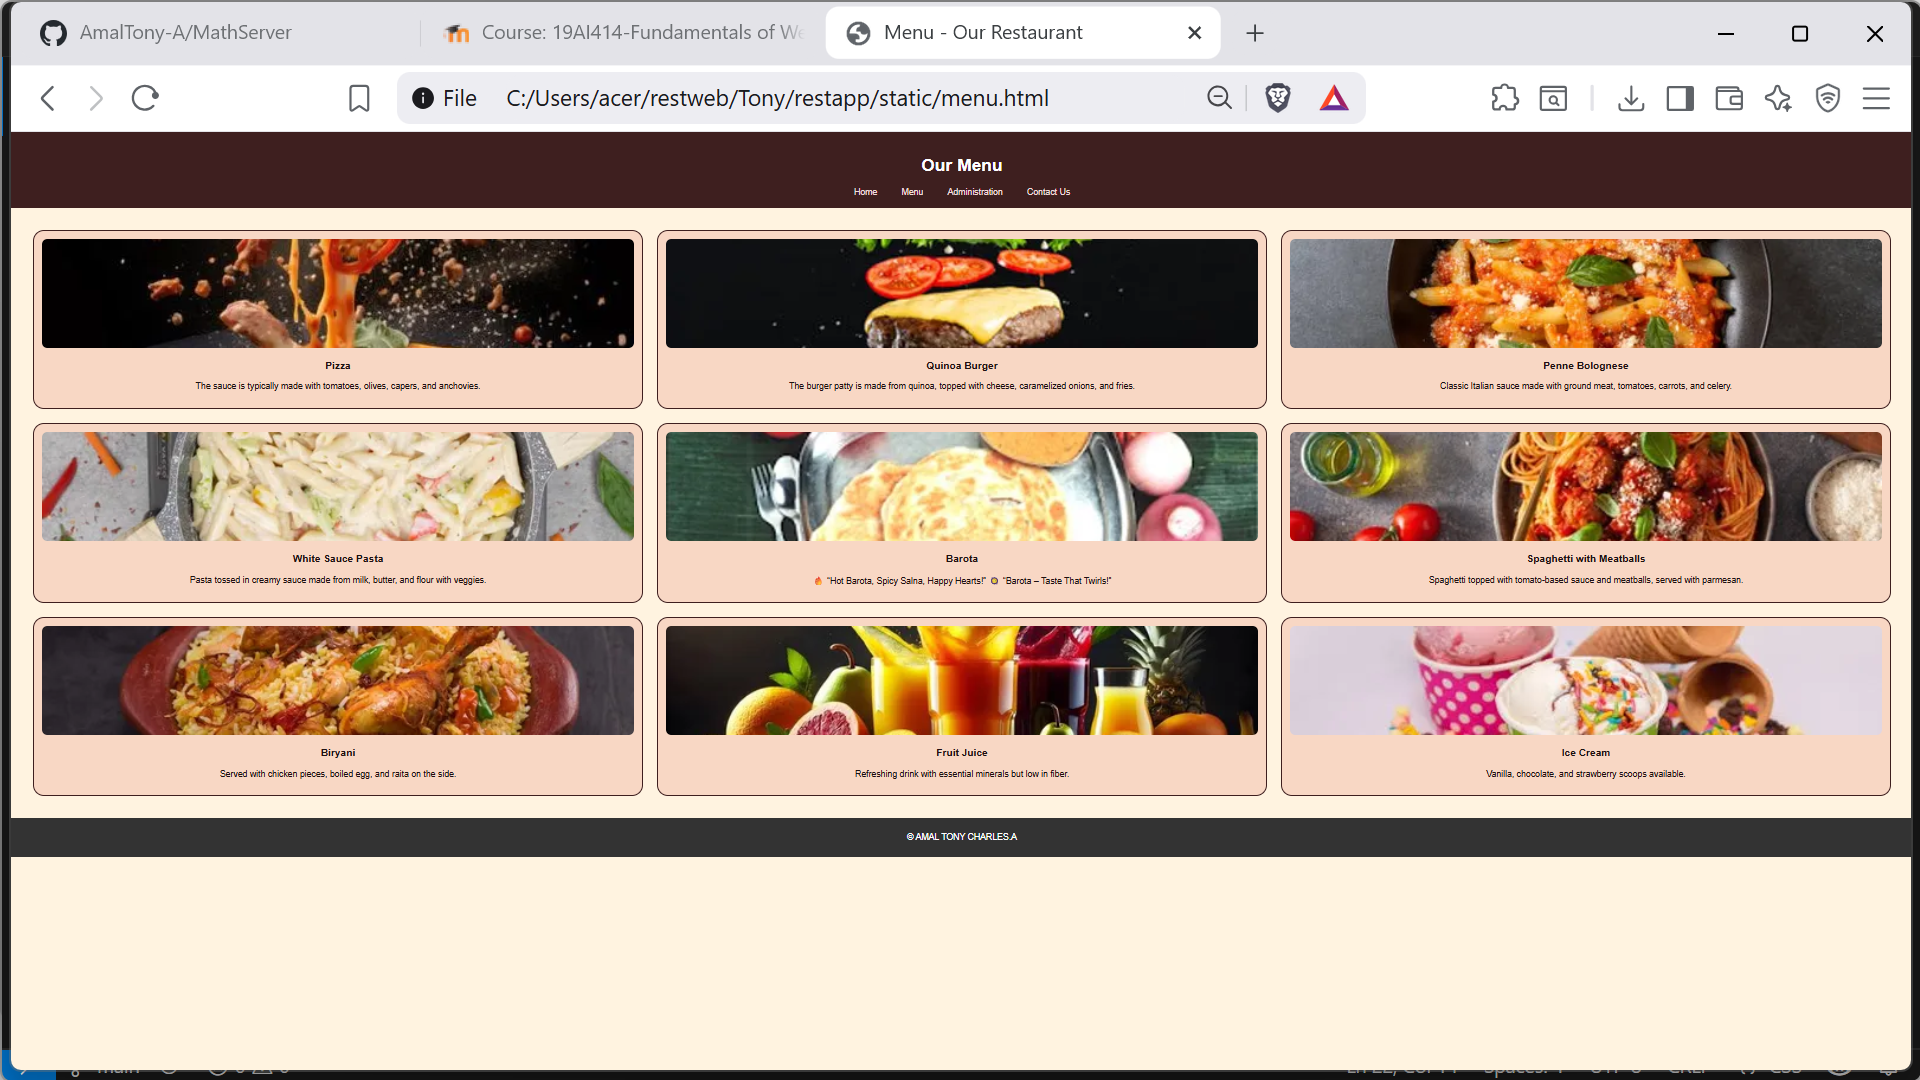 AmalTony-A/MathServer
Course: 19AI414-Fundamentals of We
Menu - Our Restaurant
File C:/Users/acer/restweb/Tony/restapp/static/menu.html
Our Menu
Home Menu Administration Contact Us
Pizza
The sauce is typically made with tomatoes, olives, capers, and anchovies.
Quinoa Burger
The burger patty is made from quinoa, topped with cheese, caramelized onions, and fries.
Penne Bolognese
Classic Italian sauce made with ground meat, tomatoes, carrots, and celery.
White Sauce Pasta
Pasta tossed in creamy sauce made from milk, butter, and flour with veggies.
Barota
🔥 “Hot Barota, Spicy Salna, Happy Hearts!” 🥘 “Barota – Taste That Twirls!”
Spaghetti with Meatballs
Spaghetti topped with tomato-based sauce and meatballs, served with parmesan.
Biryani
Served with chicken pieces, boiled egg, and raita on the side.
Fruit Juice
Refreshing drink with essential minerals but low in fiber.
Ice Cream
Vanilla, chocolate, and strawberry scoops available.
© AMAL TONY CHARLES.A